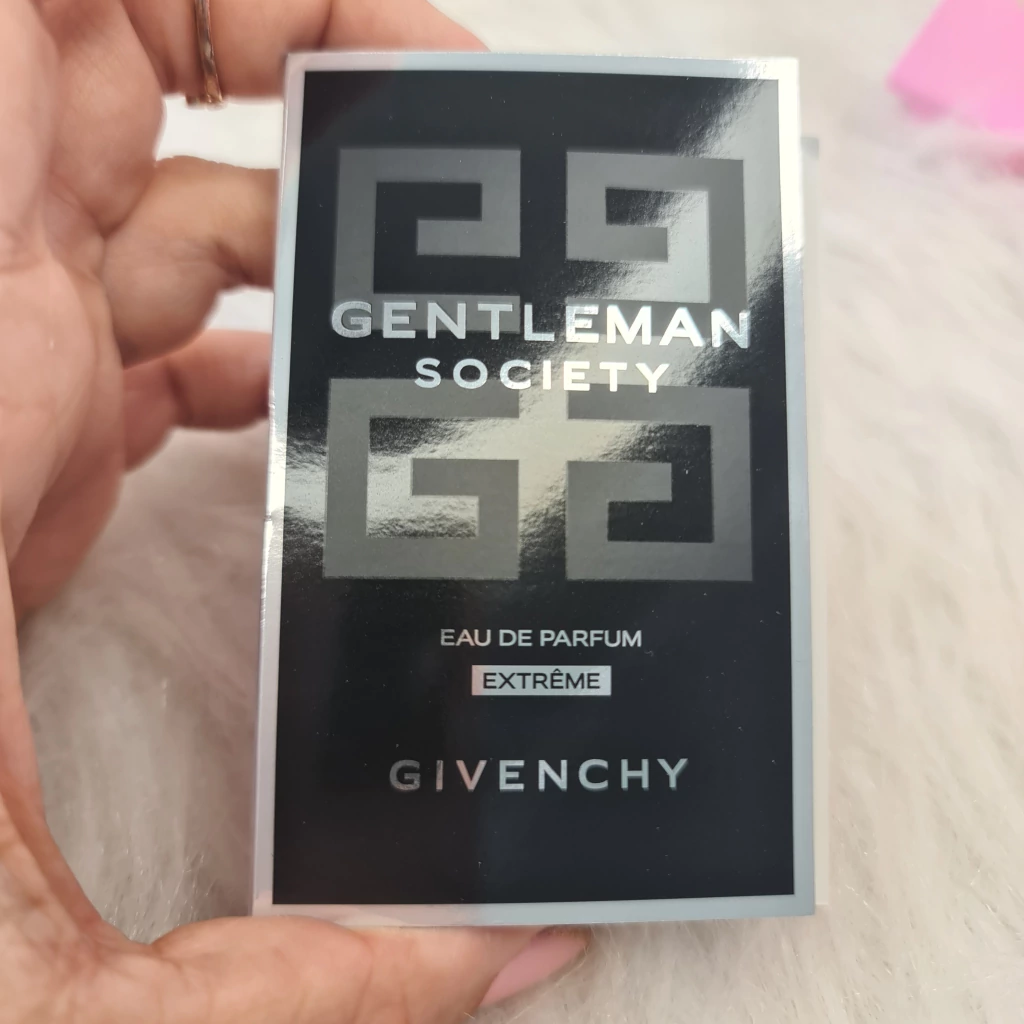 GENTLEMAN
SOCIETY
EAU DE PARFUM
EXTRÊME
GIVENCHY